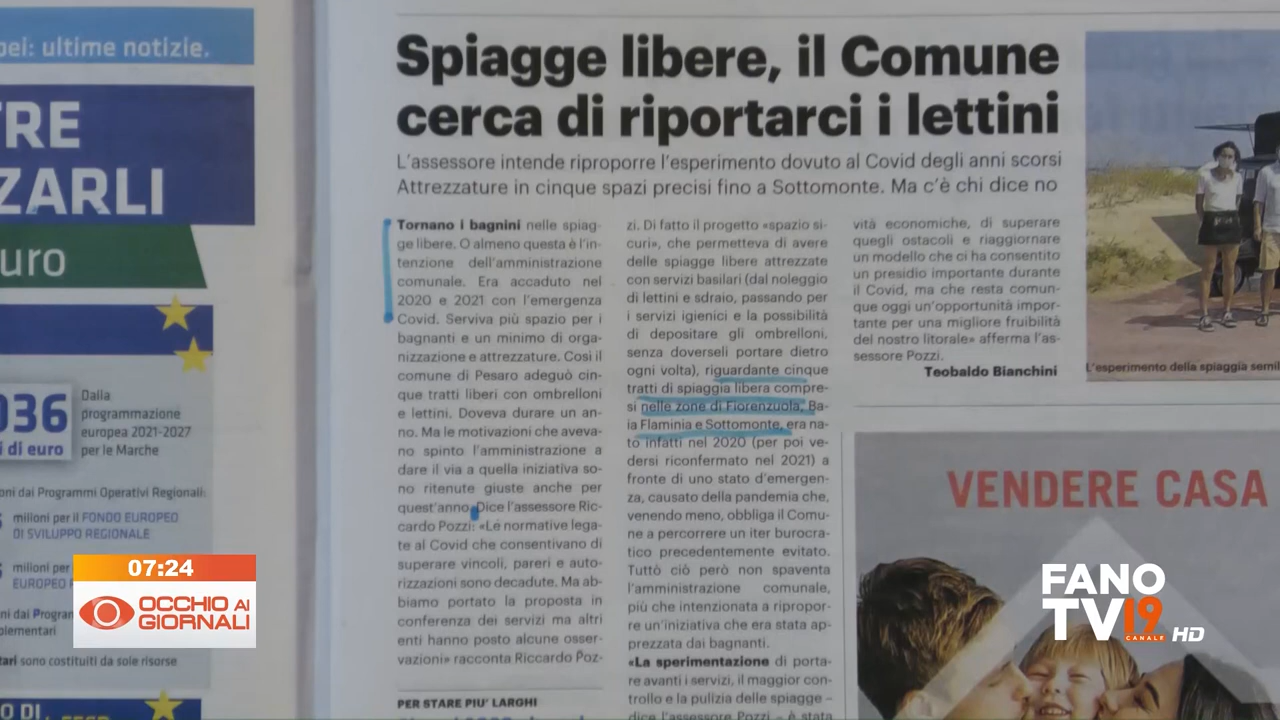 pei: ultime notizie.
TRE
ZARLI
uro
036
i di euro
Dalla
programmazione
europea 2021-2027
per le Marche
oni dai Programmi Operativi Regionali:
milioni per il FONDO EUROPEO
DI SVILUPPO REGIONALE
milioni per
EUROPEO
ni dai Progra
plementari
tari sono costituiti da sole risorse
Spiagge libere, il Comune
cerca di riportarci i lettini
L'assessore intende riproporre l'esperimento dovuto al Covid degli anni scorsi
Attrezzature in cinque spazi precisi fino a Sottomonte. Ma c'è chi dice no
Tornano i bagnini nelle spiag-
ge libere. O almeno questa è l'in-
tenzione dell'amministrazione
comunale. Era accaduto nel
2020 e 2021 con l'emergenza
Covid. Serviva più spazio per i
bagnanti e un minimo di orga-
nizzazione e attrezzature. Così il
comune di Pesaro adeguò cin-
que tratti liberi con ombrelloni
e lettini. Doveva durare un an-
no. Ma le motivazioni che aveva-
no spinto l'amministrazione a
dare il via a quella iniziativa so-
no ritenute giuste anche per
quest'anno. Dice l'assessore Ric-
cardo Pozzi: «Le normative lega-
te al Covid che consentivano di
superare vincoli, pareri e auto-
rizzazioni sono decadute. Ma ab-
biamo portato la proposta in
conferenza dei servizi ma altri
enti hanno posto alcune osser-
vazioni» racconta Riccardo Poz-
zi. Di fatto il progetto «spazio si-
curi», che permetteva di avere
delle spiagge libere attrezzate
con servizi basilari (dal noleggio
di lettini e sdraio, passando per
i servizi igienici e la possibilità
di depositare gli ombrelloni,
senza doverseli portare dietro
ogni volta), riguardante cinque
tratti di spiaggia libera compre-
si nelle zone di Fiorenzuola, Ba-
ia Flaminia e Sottomonte, era na-
to infatti nel 2020 (per poi ve-
dersi riconfermato nel 2021) a
fronte di uno stato d'emergen-
za, causato della pandemia che,
venendo meno, obbliga il Comu-
ne a percorrere un iter burocra-
tico precedentemente evitato.
Tutto ciò però non spaventa
l'amministrazione comunale,
più che intenzionata a ripropor-
re un'iniziativa che era stata ap-
prezzata dai bagnanti.
«La sperimentazione di porta-
re avanti i servizi, il maggior con-
trollo e la pulizia delle spiagge –
dice l'assessore Pozzi – è stata
vità economiche, di superare
quegli ostacoli e riaggiornare
un modello che ci ha consentito
un presidio importante durante
il Covid, ma che resta comun-
que oggi un'opportunità impor-
tante per una migliore fruibilità
del nostro litorale» afferma l'as-
sessore Pozzi.
Teobaldo Bianchini
L'esperimento della spiaggia semil
PER STARE PIU' LARGHI
VENDERE CASA
07:24
OCCHIO AI
GIORNALI
FANO
TV19
CANALE HD